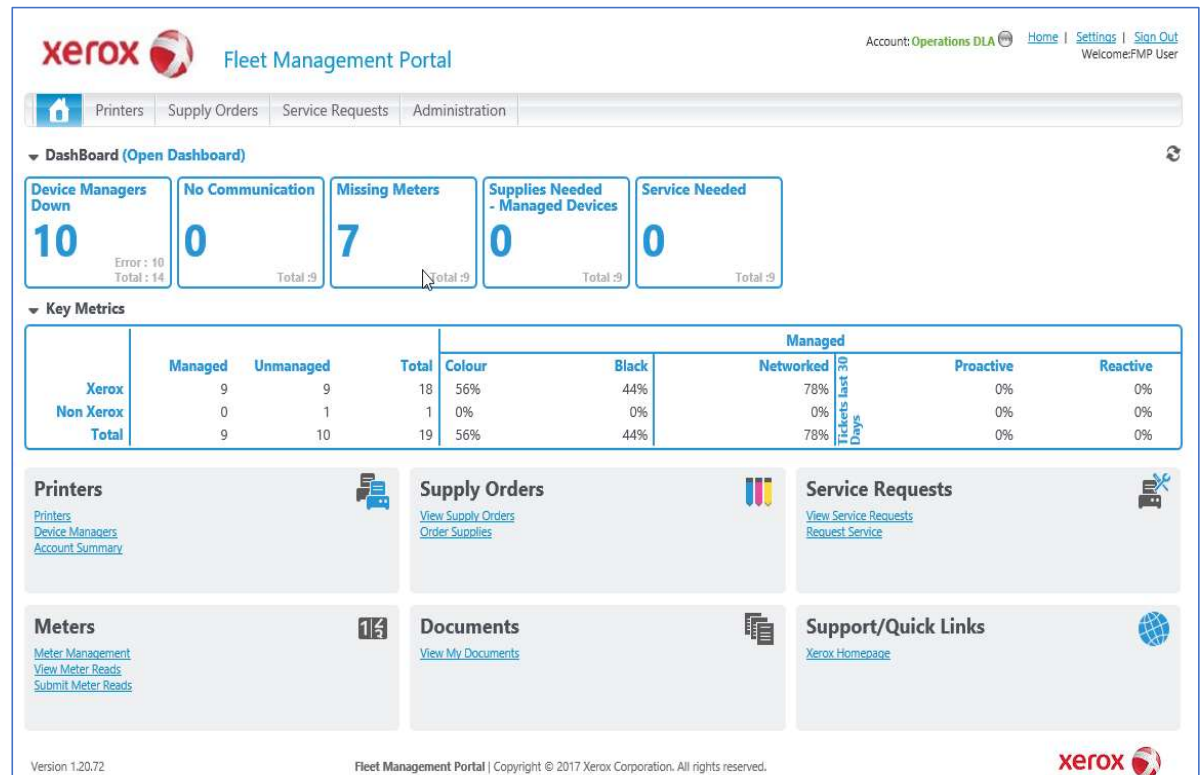 xerox
Fleet Management Portal
Account: Operations DLA
Home | Settings | Sign Out
Welcome:FMP User
Printers Supply Orders Service Requests Administration
DashBoard (Open Dashboard)
Device Managers
Down
10
Error : 10
Total : 14
No Communication
0
Total :9
Missing Meters
7
Total :9
Supplies Needed
- Managed Devices
0
Total :9
Service Needed
0
Total :9
Key Metrics
Managed
Managed Unmanaged Total Colour Black Networked Proactive Reactive
Tickets last 30
Days
Xerox 9 9 18 56% 44% 78% 0% 0%
Non Xerox 0 1 1 0% 0% 0% 0% 0%
Total 9 10 19 56% 44% 78% 0% 0%
Printers
Printers
Device Managers
Account Summary
Supply Orders
View Supply Orders
Order Supplies
Service Requests
View Service Requests
Request Service
Meters
Meter Management
View Meter Reads
Submit Meter Reads
Documents
View My Documents
Support/Quick Links
Xerox Homepage
Version 1.20.72
Fleet Management Portal | Copyright © 2017 Xerox Corporation. All rights reserved.
xerox